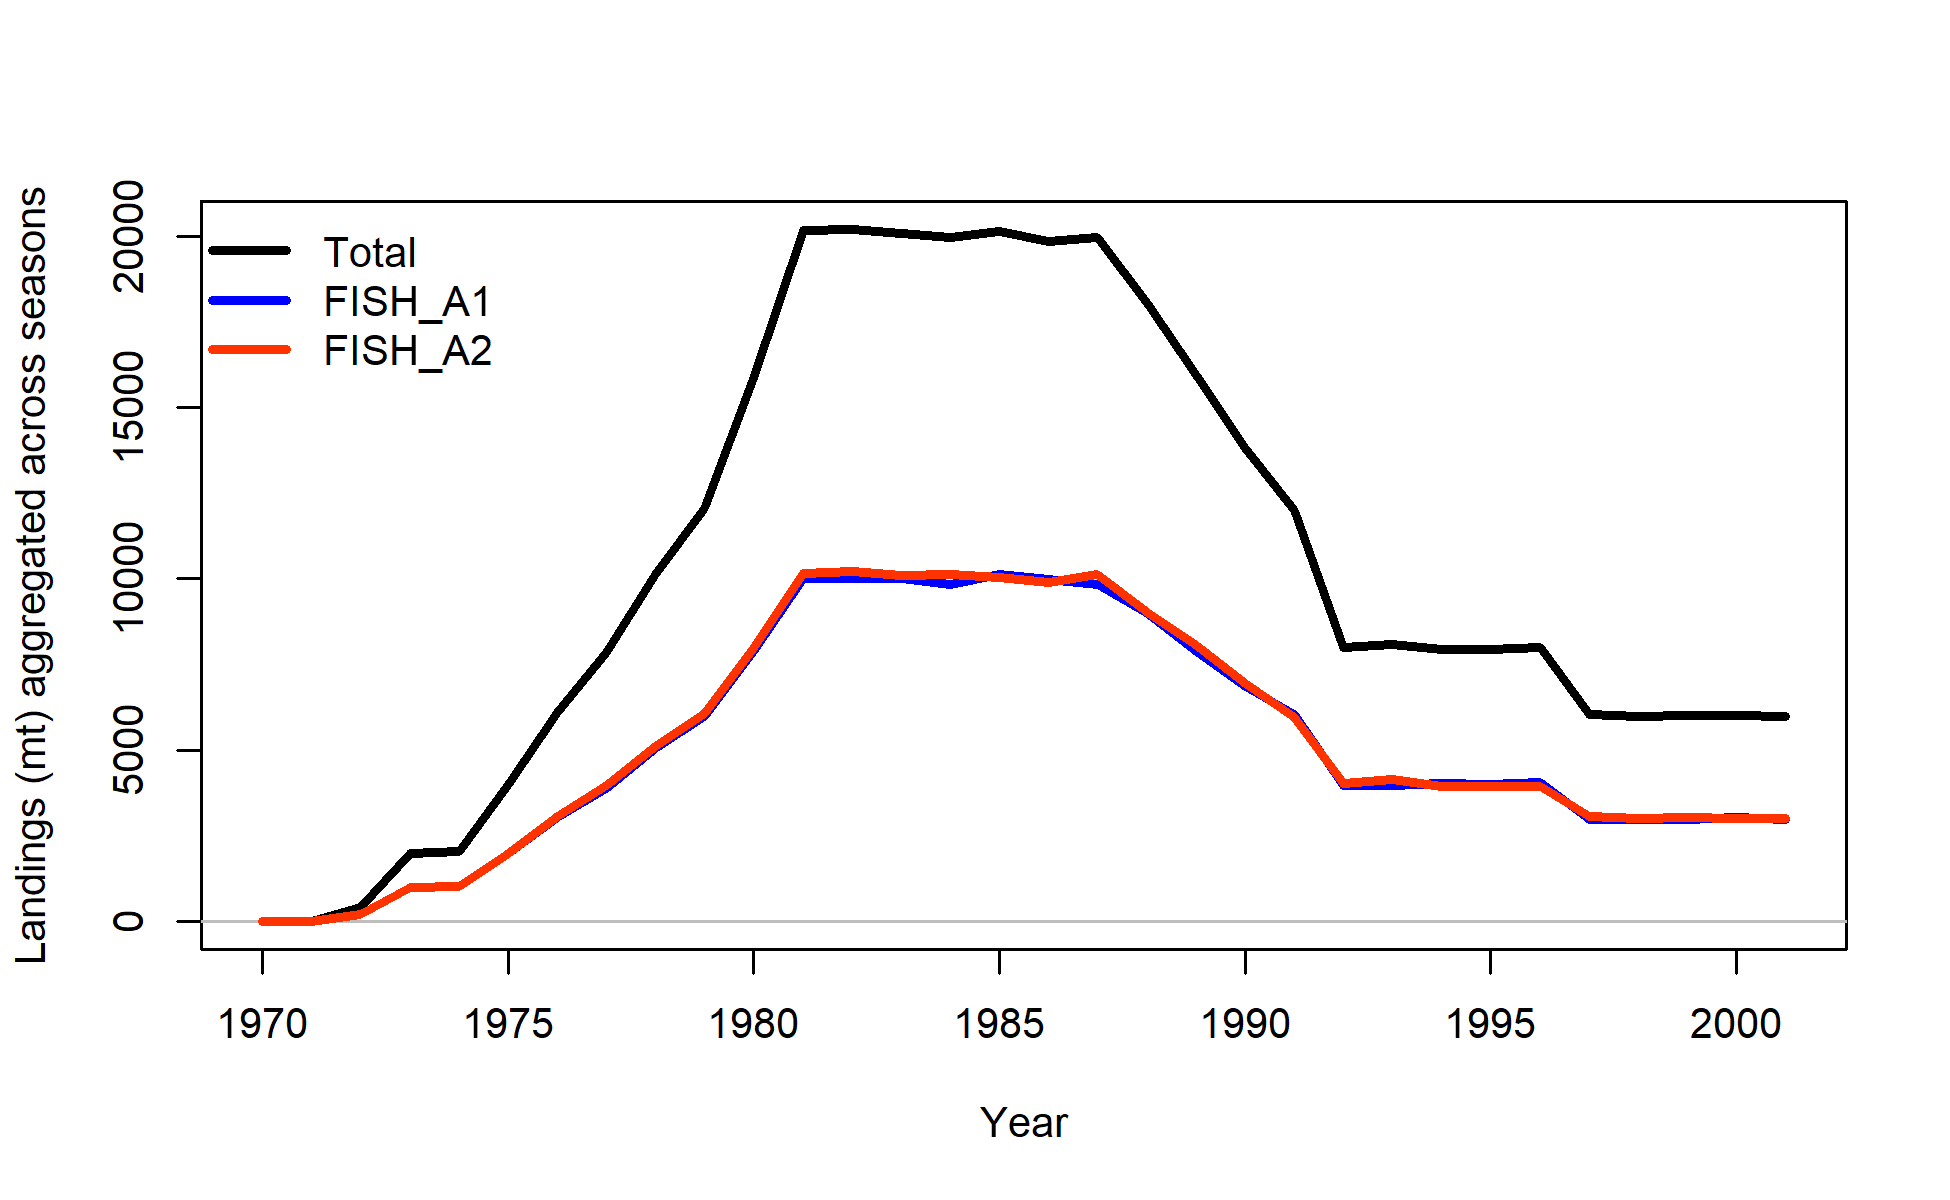 Landings (mt) aggregated across seasons
20000
15000
10000
5000
0
Total
FISH_A1
FISH_A2
1970 1975 1980 1985 1990 1995 2000
Year